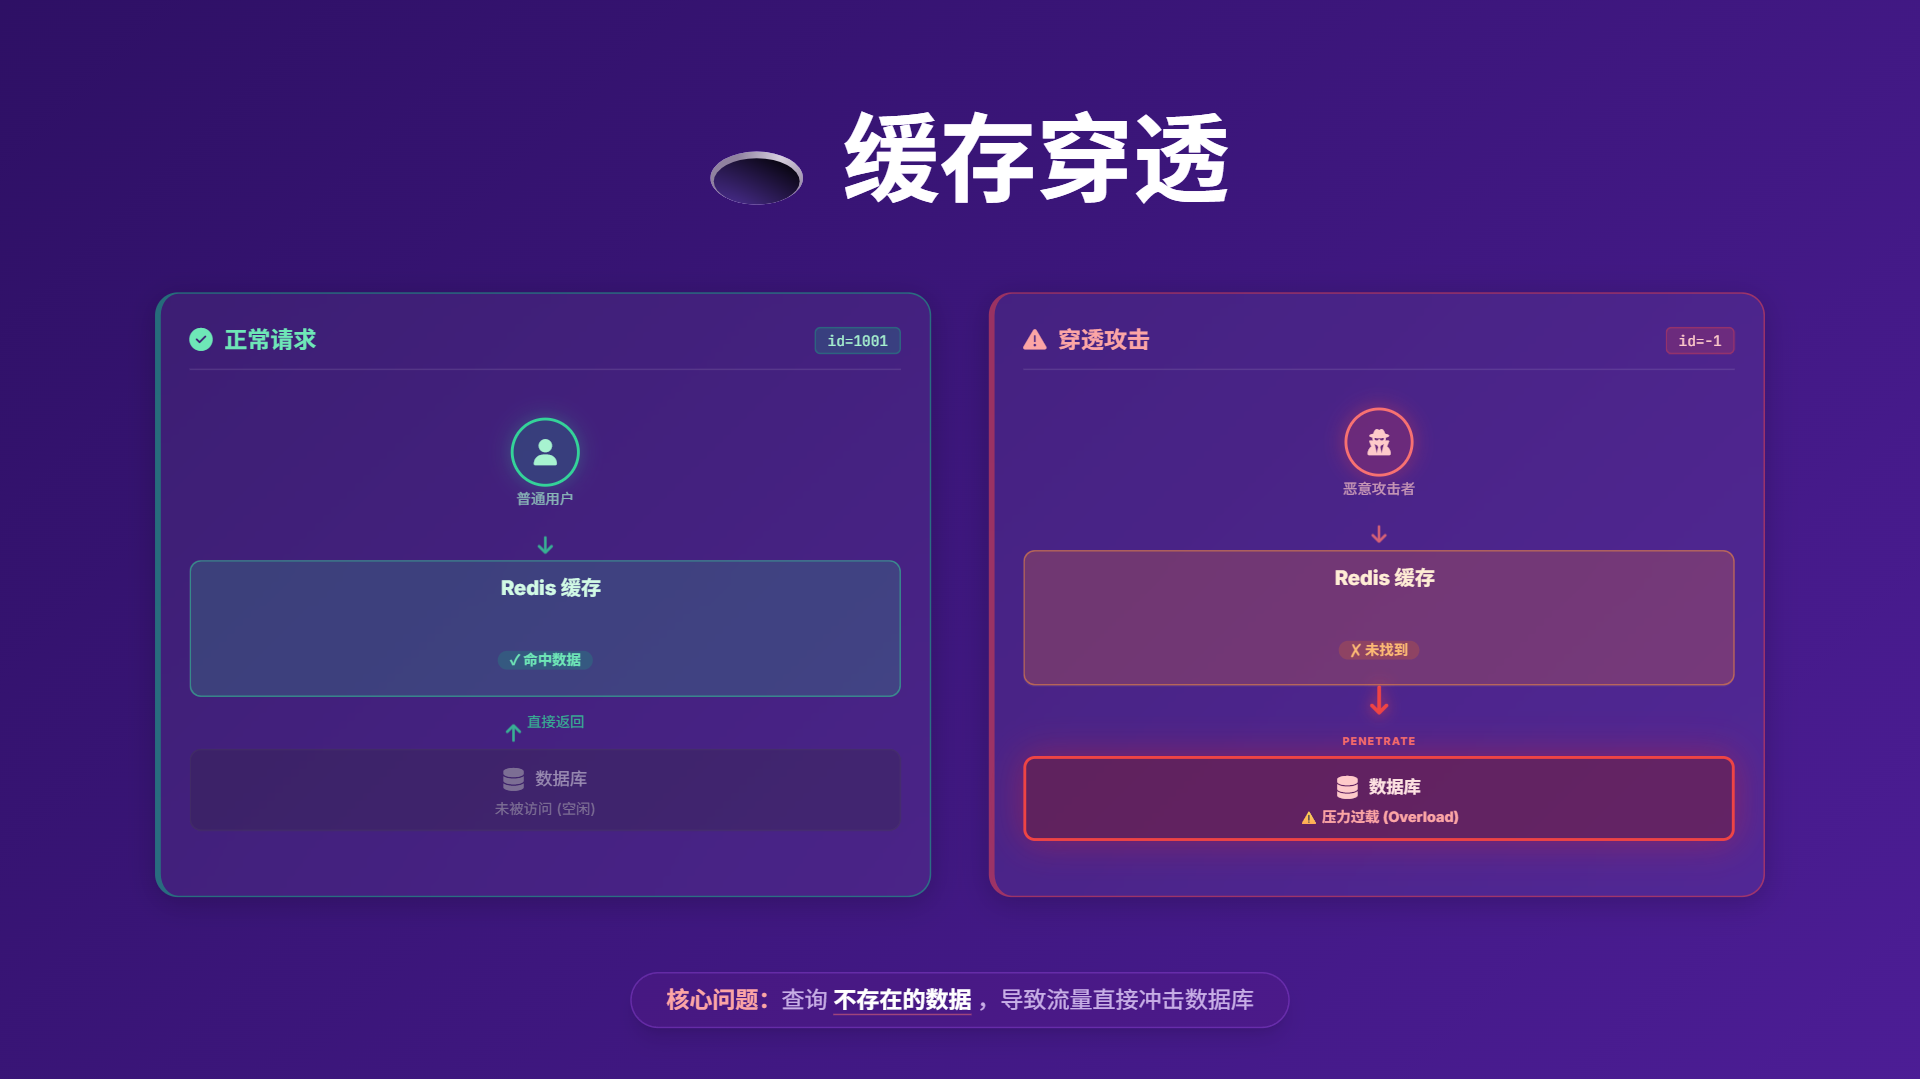 缓存穿透
正常请求
id=1001
普通用户
Redis 缓存
✓ 命中数据
直接返回
数据库
未被访问 (空闲)
穿透攻击
id=-1
恶意攻击者
Redis 缓存
✗ 未找到
PENETRATE
数据库
⚠️ 压力过载 (Overload)
核心问题：查询 不存在的数据 ，导致流量直接冲击数据库